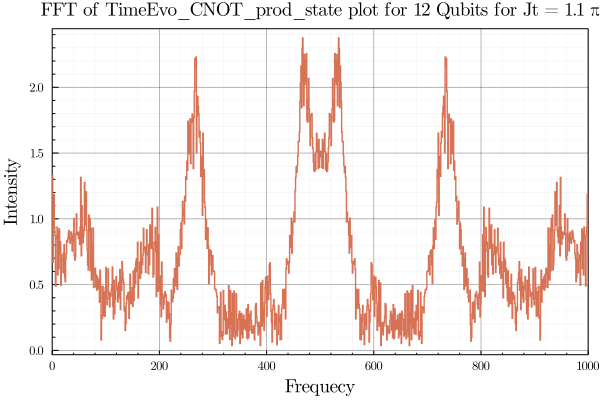 FFT of TimeEvo_CNOT_prod_state plot for 12 Qubits for Jt = 1.1 π
Intensity
2.0
1.5
1.0
0.5
0.0
0 200 400 600 800 1000
Frequecy